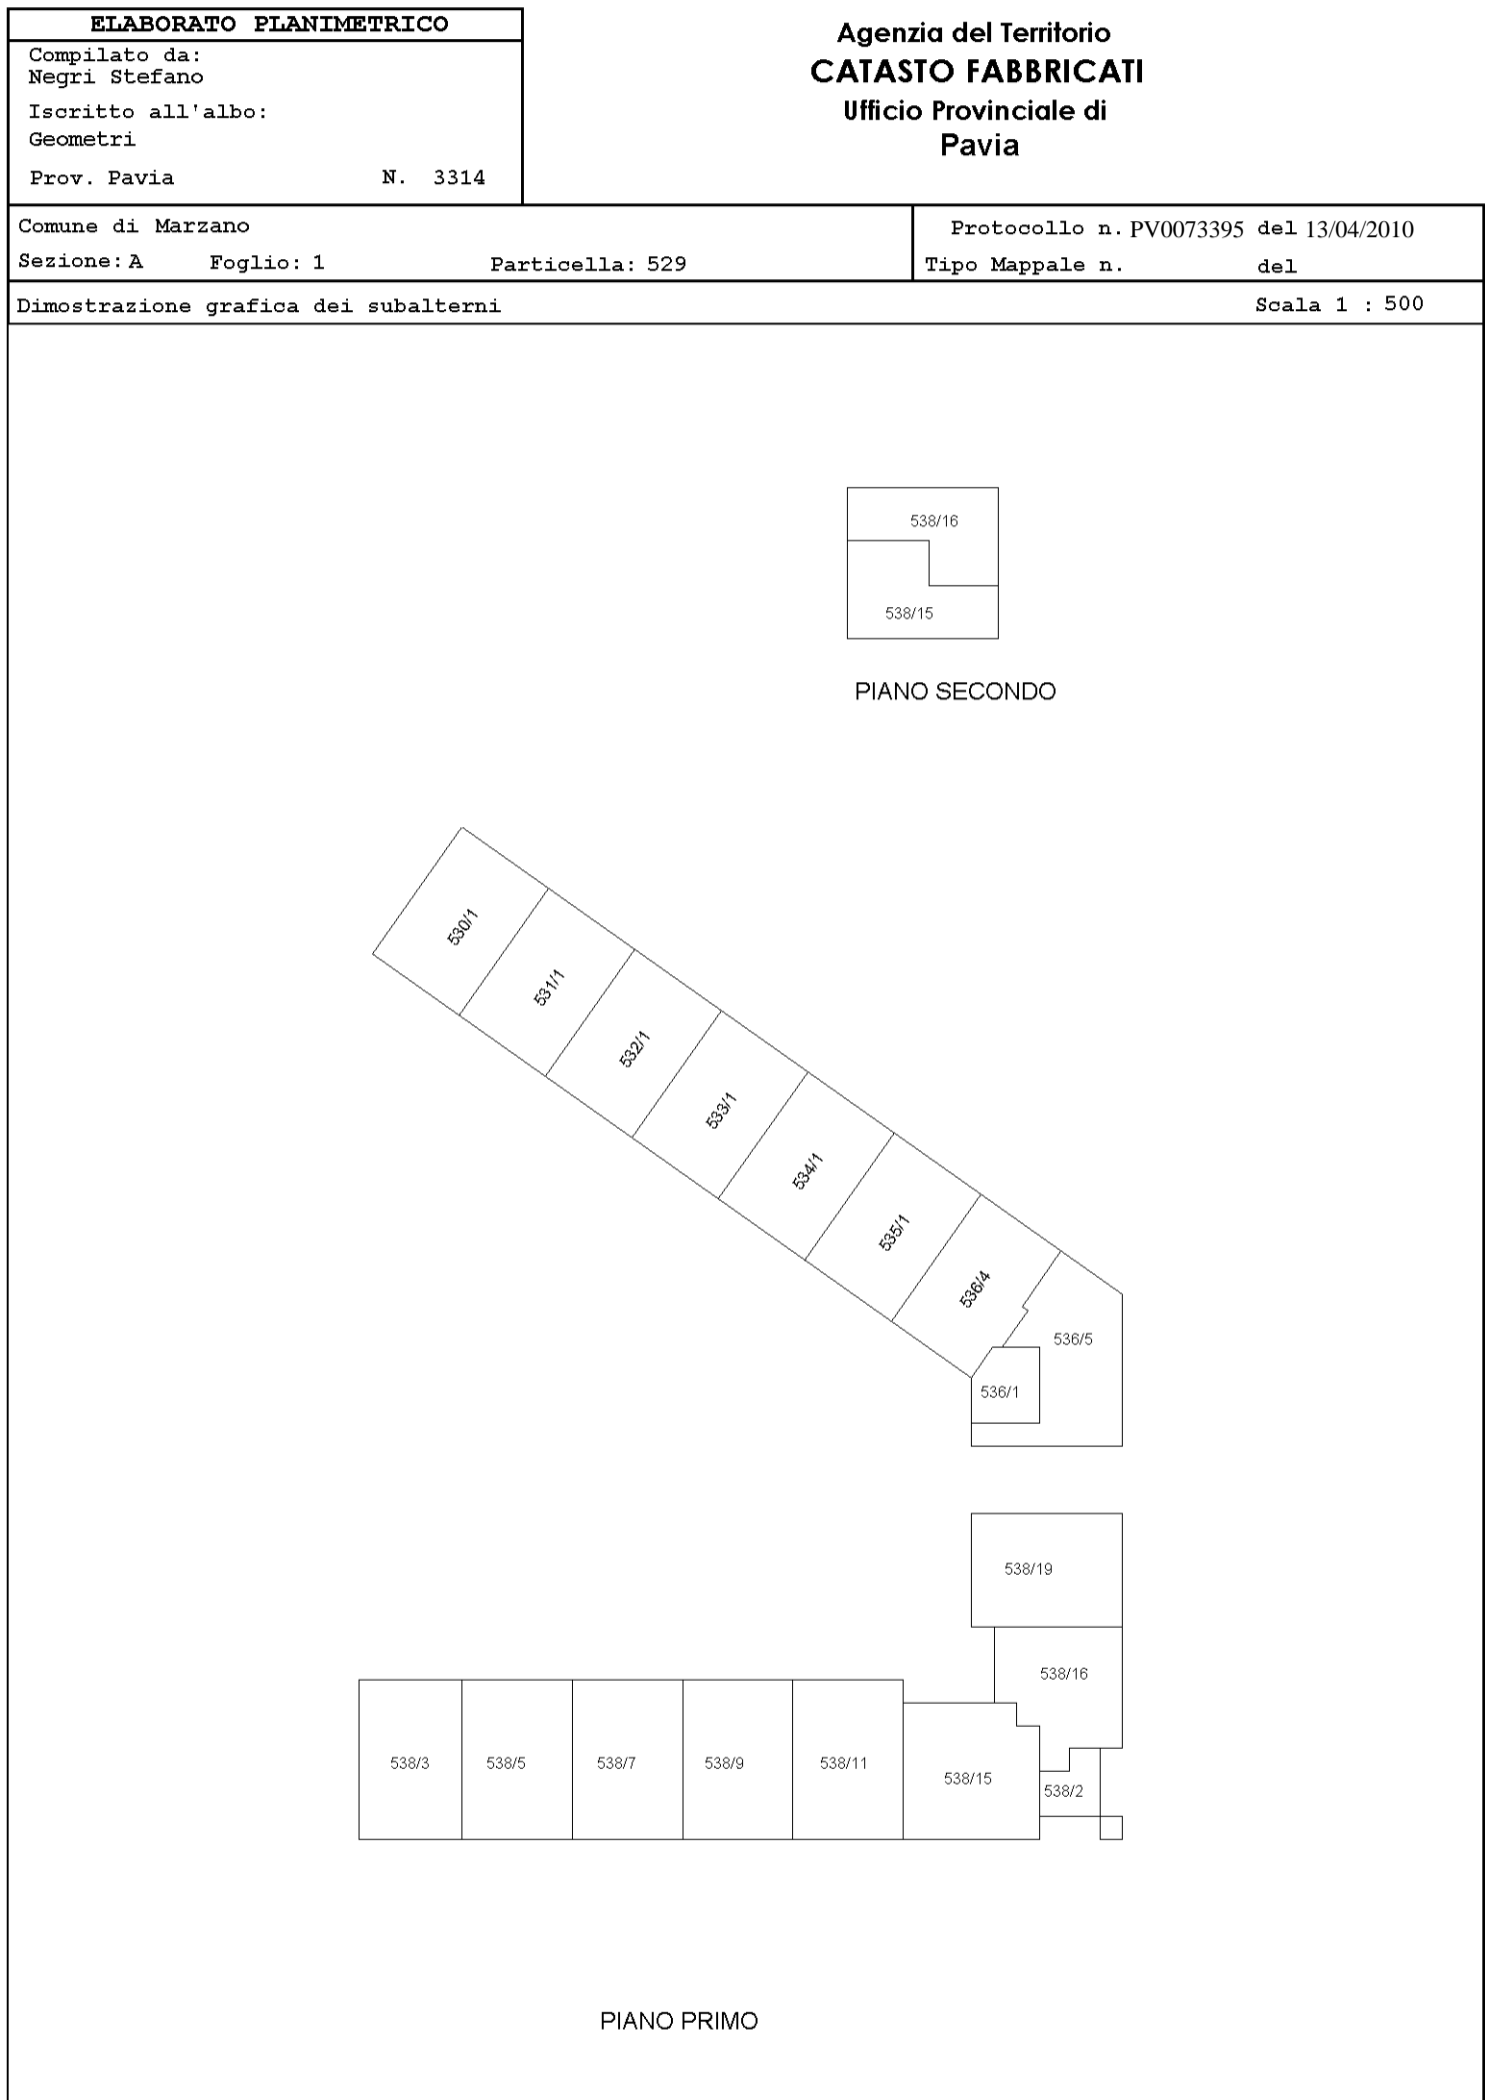 ELABORATO PLANIMETRICO
Compilato da:
Negri Stefano
Iscritto all'albo:
Geometri
Prov. Pavia N. 3314
Agenzia del Territorio
CATASTO FABBRICATI
Ufficio Provinciale di
Pavia
Comune di Marzano
Sezione: A Foglio: 1 Particella: 529
Protocollo n. PV0073395 del 13/04/2010
Tipo Mappale n. del
Dimostrazione grafica dei subalterni
Scala 1 : 500
538/16
538/15
PIANO SECONDO
530/1
531/1
532/1
533/1
534/1
535/1
536/4
536/5
536/1
538/19
538/16
538/3
538/5
538/7
538/9
538/11
538/15
538/2
PIANO PRIMO